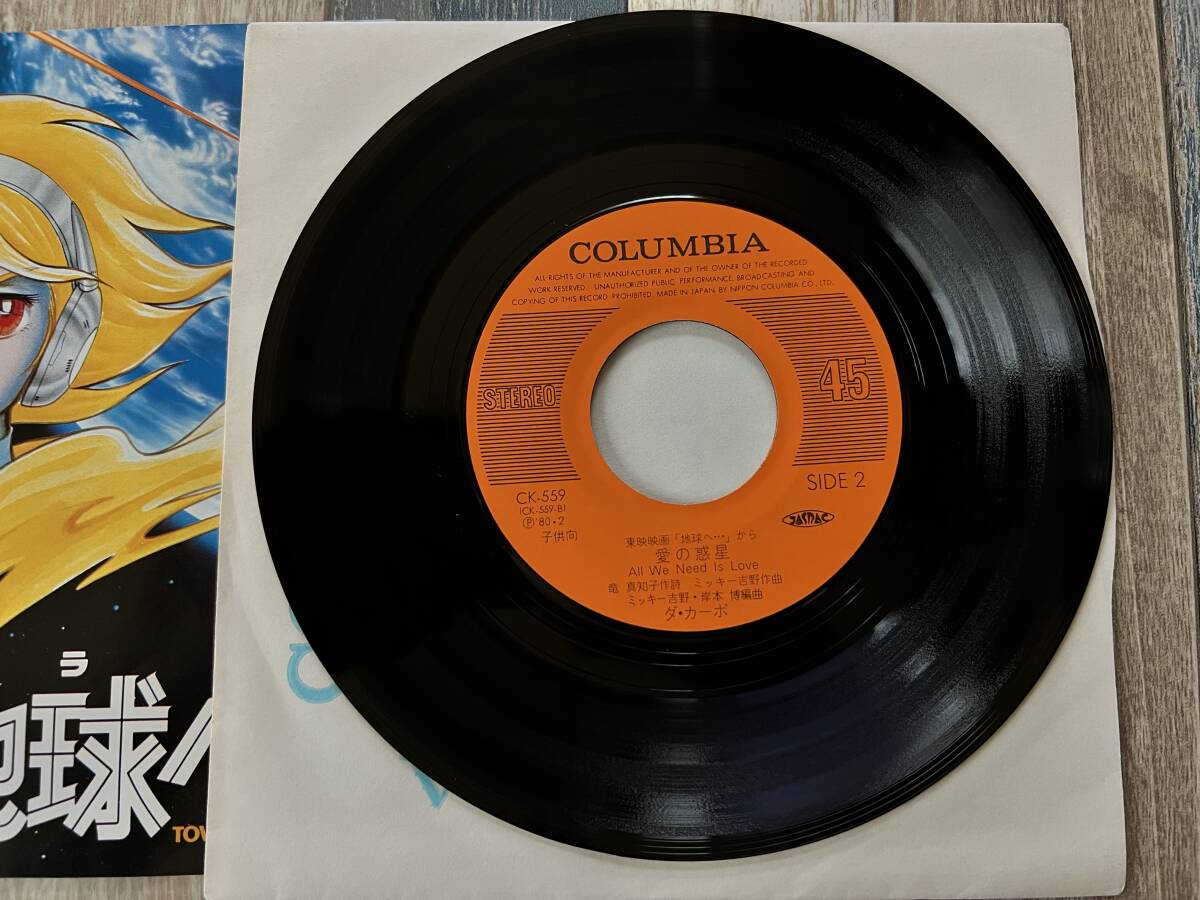 COLUMBIA
ALL RIGHTS OF THE MANUFACTURER AND OF THE OWNER OF THE RECORDED
WORK RESERVED. UNAUTHORIZED PUBLIC PERFORMANCE, BROADCASTING AND
COPYING OF THIS RECORD PROHIBITED. MADE IN JAPAN BY NIPPON COLUMBIA CO., LTD.
STEREO
45
CK-559
(CK-559-B)
Ⓟ'80・2
子供向
SIDE 2
JASRAC
東映映画「地球へ…」から
愛の惑星
All We Need Is Love
竜 真知子作詩 ミッキー吉野作曲
ミッキー吉野・岸本 博編曲
ダ・カーポ
ラ
地球へ
TOW